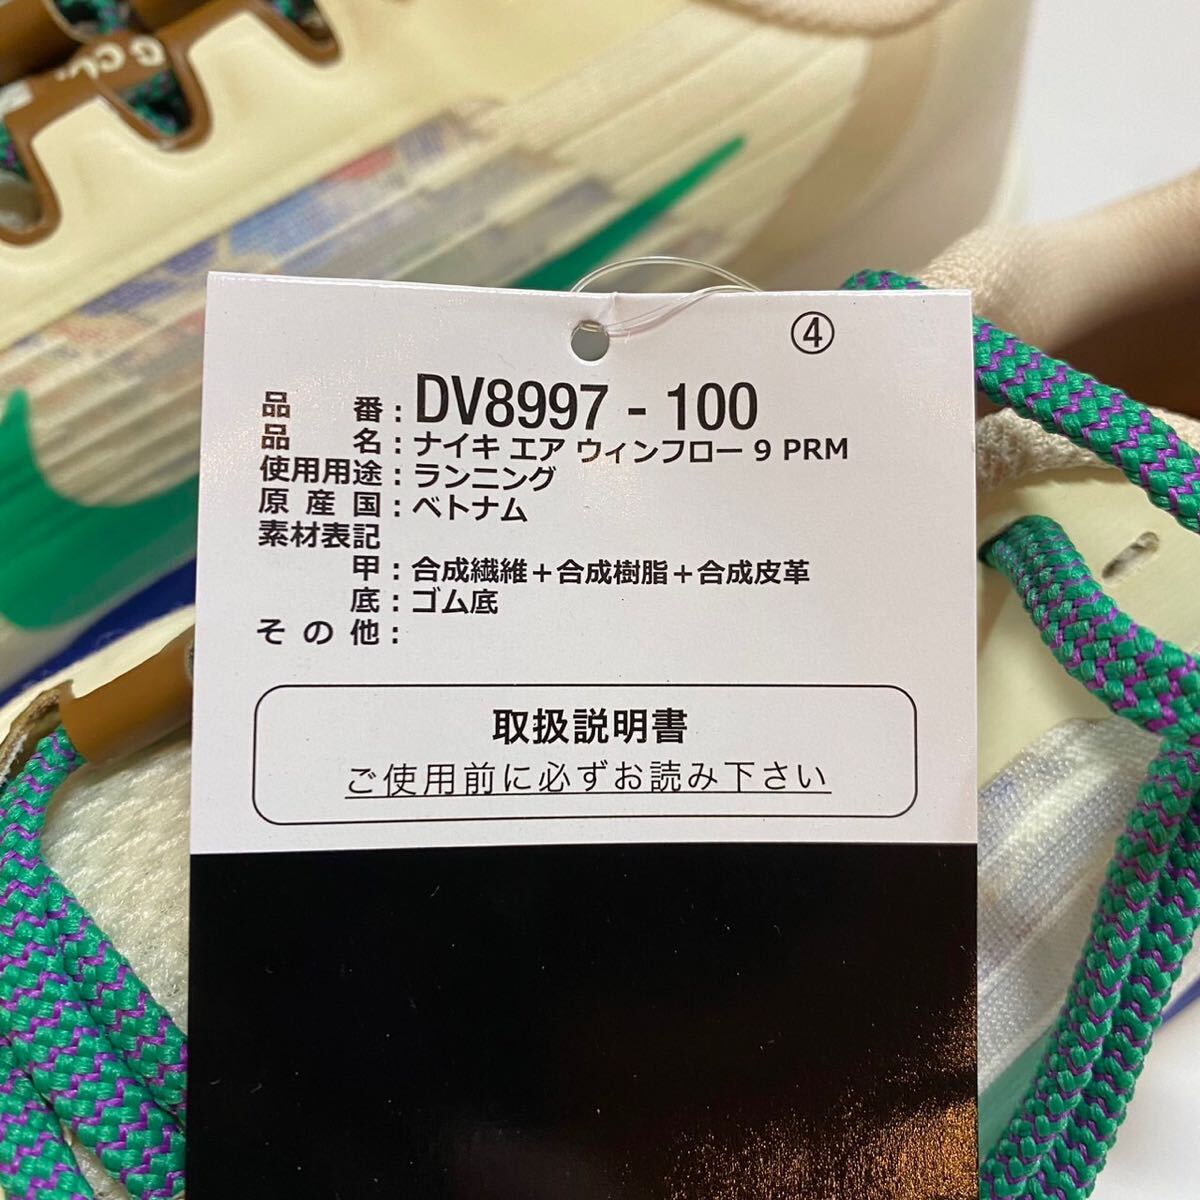 ④
品番：DV8997 - 100
品名：ナイキ エア ウィンフロー 9 PRM
使用用途：ランニング
原産国：ベトナム
素材表記
甲：合成繊維＋合成樹脂＋合成皮革
底：ゴム底
その他：
取扱説明書
ご使用前に必ずお読み下さい